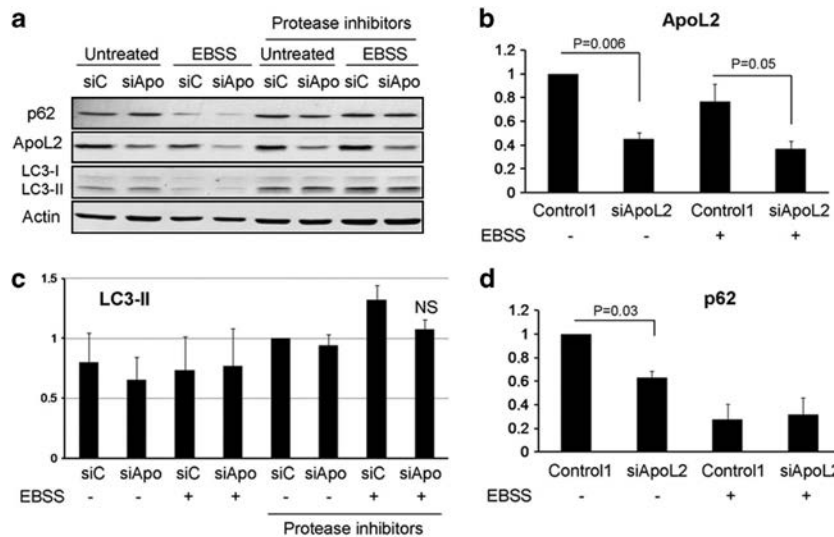 a
Protease inhibitors
Untreated EBSS Untreated EBSS
siC siApo siC siApo siC siApo siC siApo
p62
ApoL2
LC3-I
LC3-II
Actin
b
ApoL2
1.2
1
0.8
0.6
0.4
0.2
0
P=0.006
P=0.05
Control1 siApoL2 Control1 siApoL2
EBSS - - + +
c
LC3-II
1.5
1
0.5
0
NS
siC siApo siC siApo siC siApo siC siApo
EBSS - - + + - - + +
Protease inhibitors
d
p62
1.2
1
0.8
0.6
0.4
0.2
0
P=0.03
Control1 siApoL2 Control1 siApoL2
EBSS - - + +